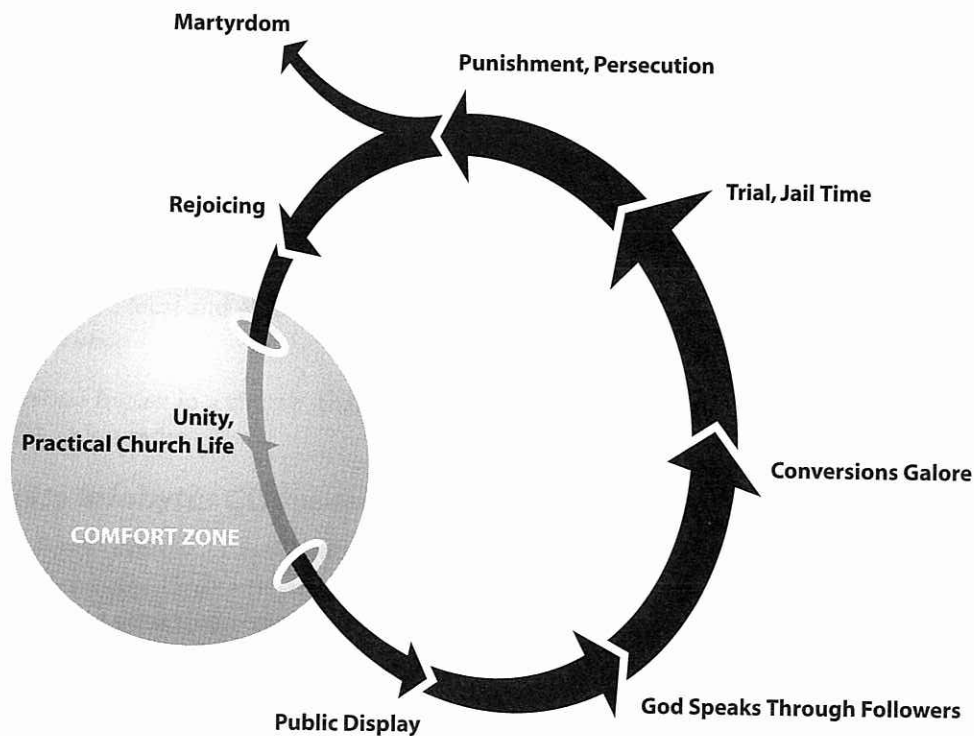 Martyrdom
Punishment, Persecution
Trial, Jail Time
Rejoicing
Unity,
Practical Church Life
Conversions Galore
COMFORT ZONE
God Speaks Through Followers
Public Display